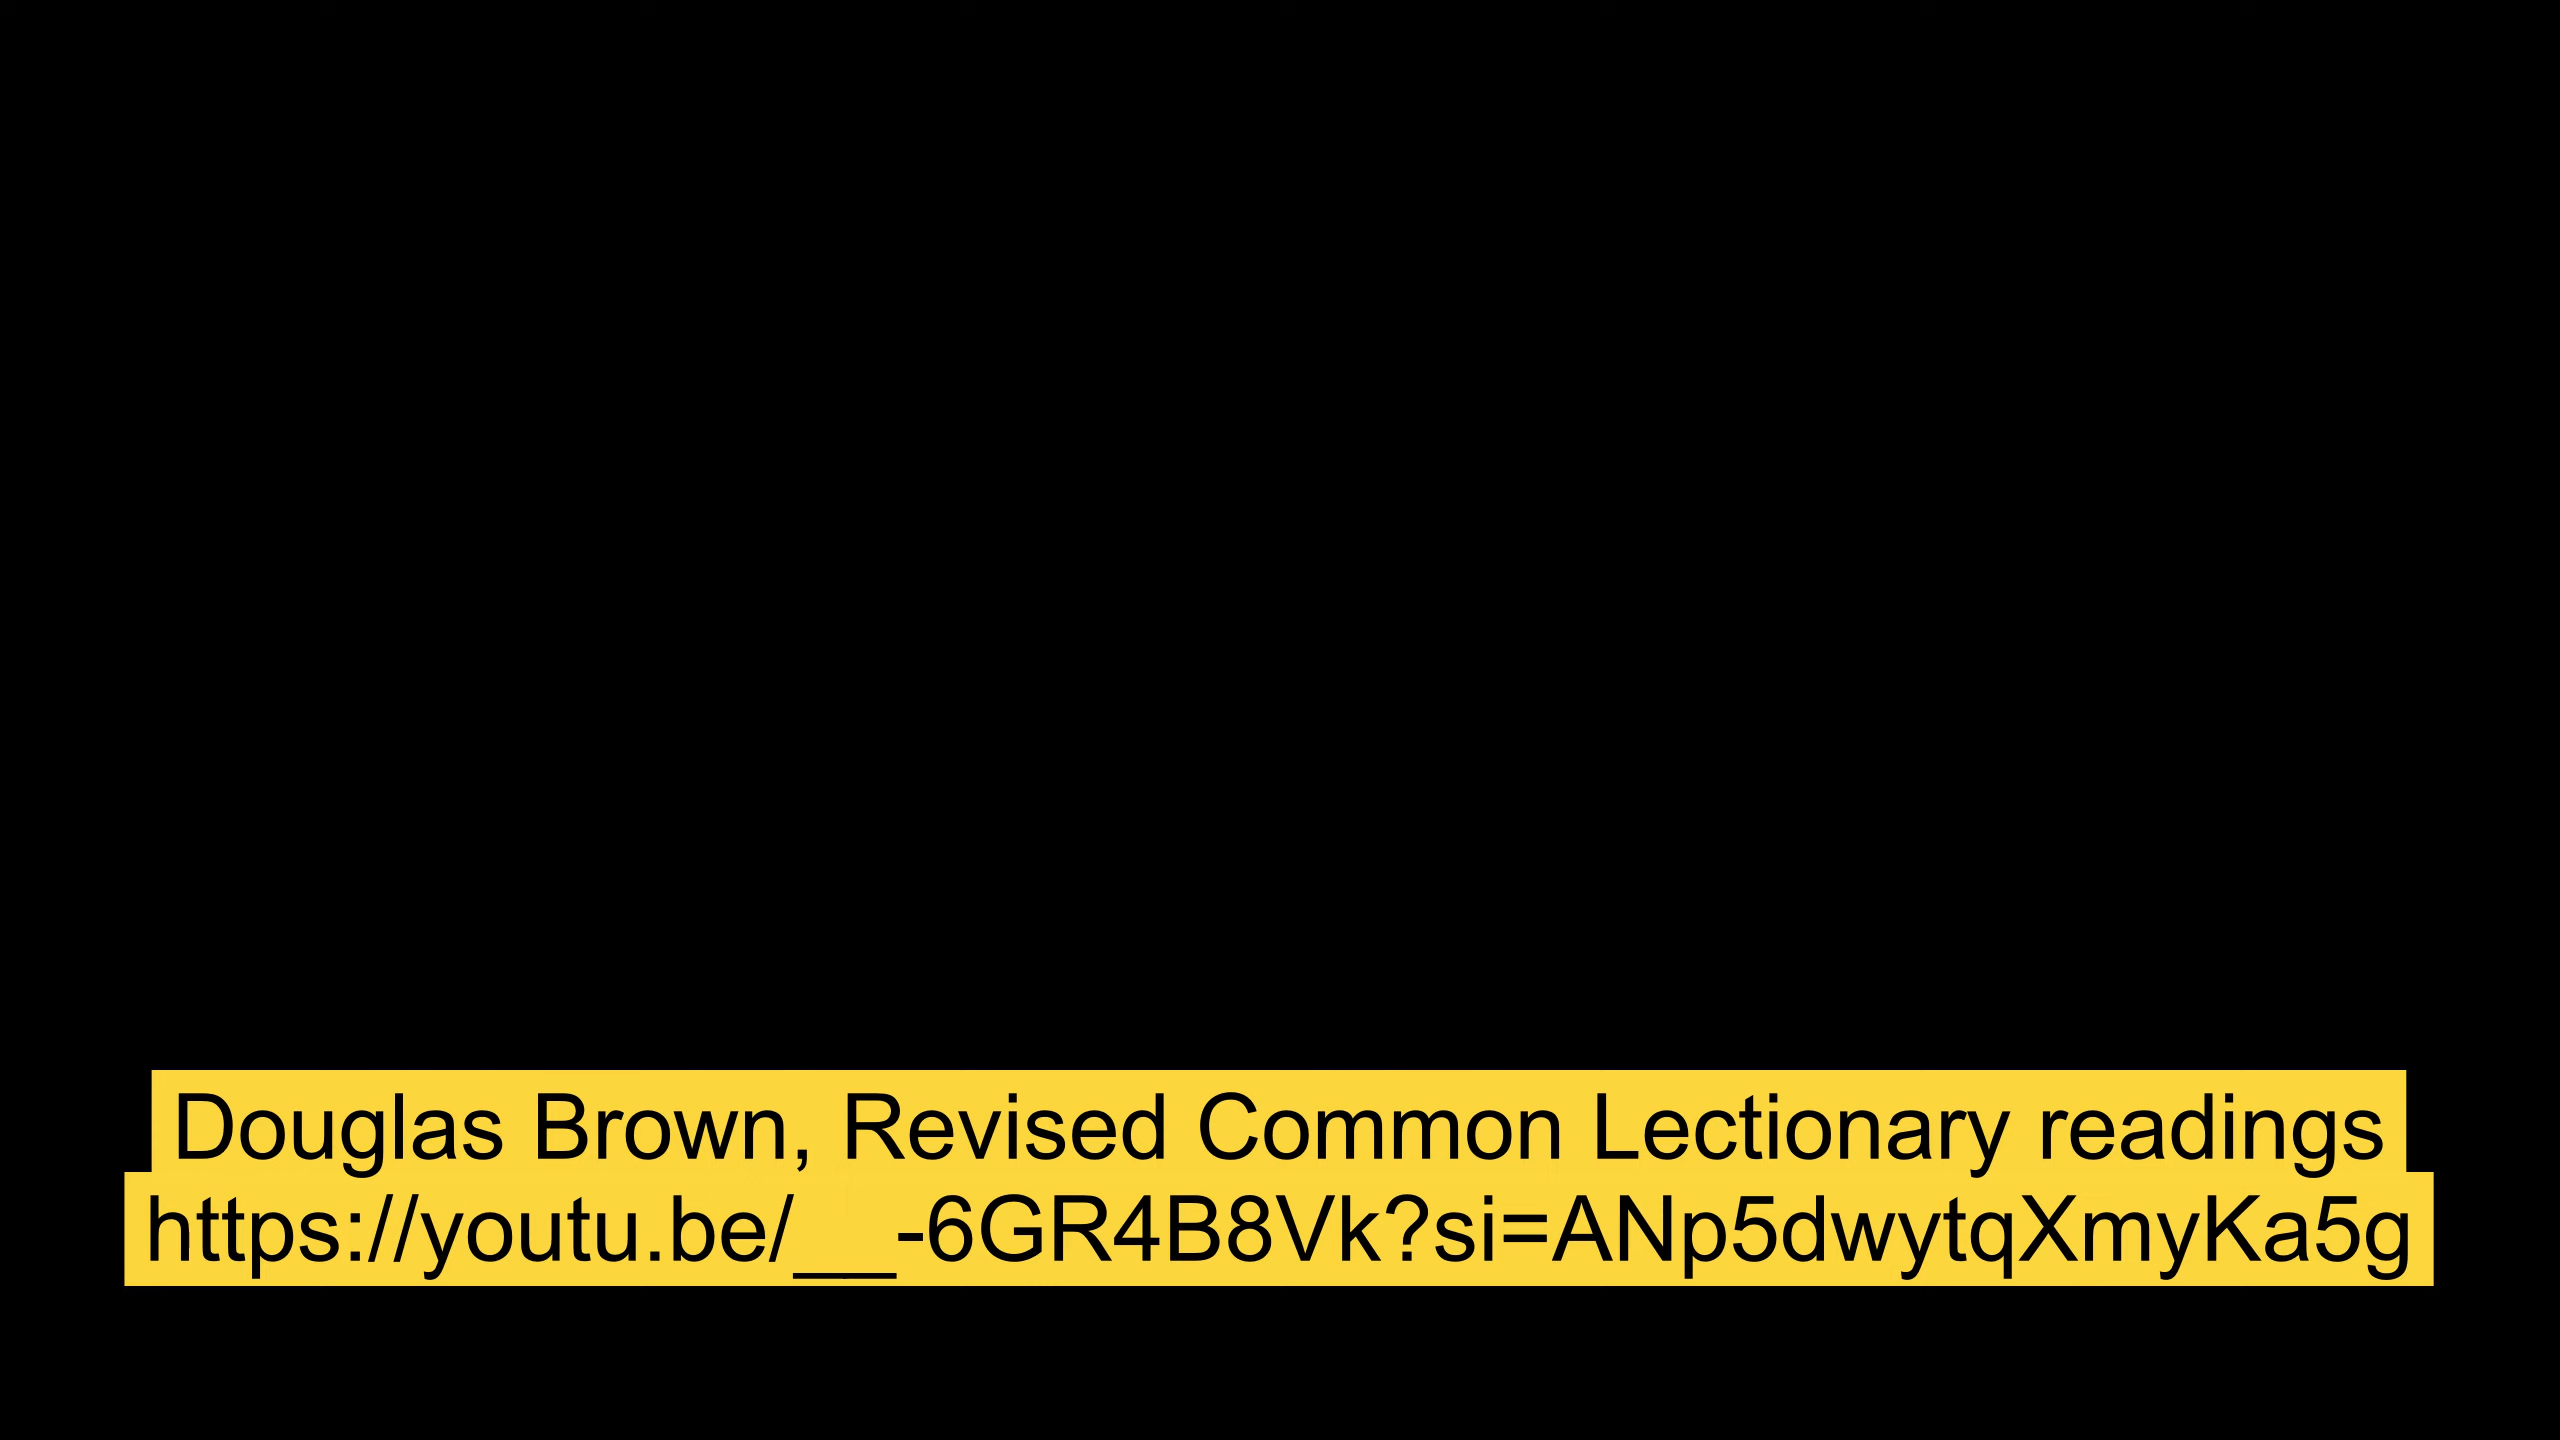 Douglas Brown, Revised Common Lectionary readings
https://youtu.be/__-6GR4B8Vk?si=ANp5dwytqXmyKa5g